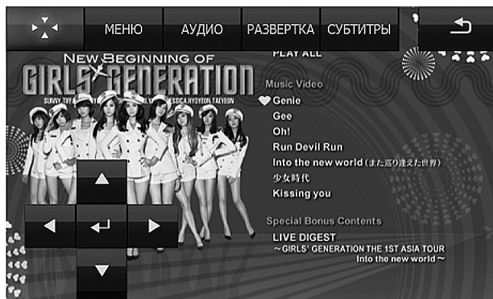 МЕНЮ
АУДИО
РАЗВЕРТКА
СУБТИТРЫ
NEW BEGINNING OF
GIRLS' GENERATION
PLAY ALL
Music Video
Genie
Gee
Oh!
Run Devil Run
Into the new world (また巡り逢えた世界)
少女時代
Kissing you
Special Bonus Contents
LIVE DIGEST
～GIRLS' GENERATION THE 1ST ASIA TOUR
Into the new world～